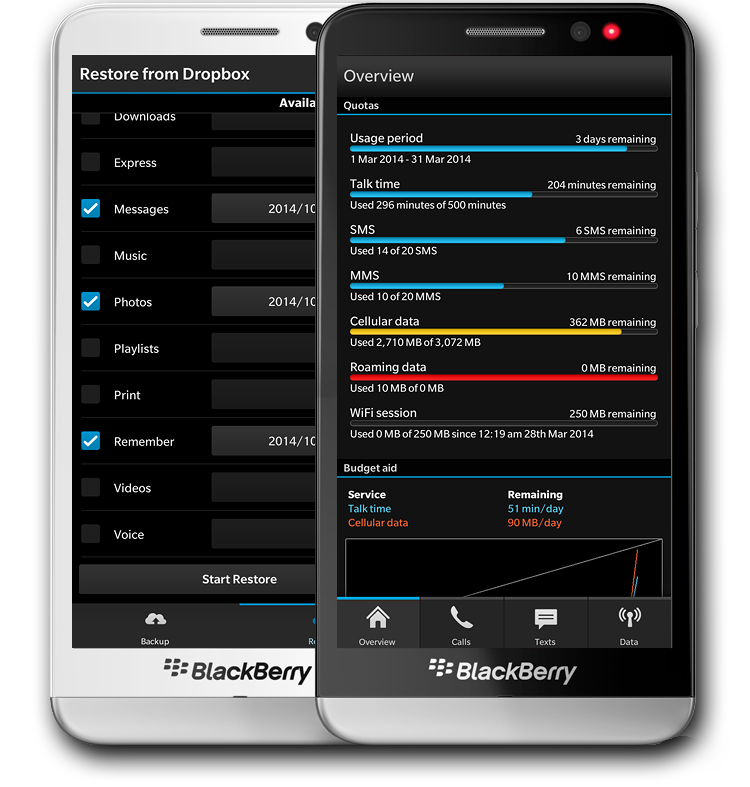 Restore from Dropbox
Availa
Downloads
Express
Messages 2014/10
Music
Photos 2014/10
Playlists
Print
Remember 2014/10
Videos
Voice
Start Restore
Backup
Re
BlackBerry
Overview
Quotas
Usage period 3 days remaining
1 Mar 2014 - 31 Mar 2014
Talk time 204 minutes remaining
Used 296 minutes of 500 minutes
SMS 6 SMS remaining
Used 14 of 20 SMS
MMS 10 MMS remaining
Used 10 of 20 MMS
Cellular data 362 MB remaining
Used 2,710 MB of 3,072 MB
Roaming data 0 MB remaining
Used 10 MB of 0 MB
WiFi session 250 MB remaining
Used 0 MB of 250 MB since 12:19 am 28th Mar 2014
Budget aid
Service Remaining
Talk time 51 min/day
Cellular data 90 MB/day
Overview Calls Texts Data
BlackBerry